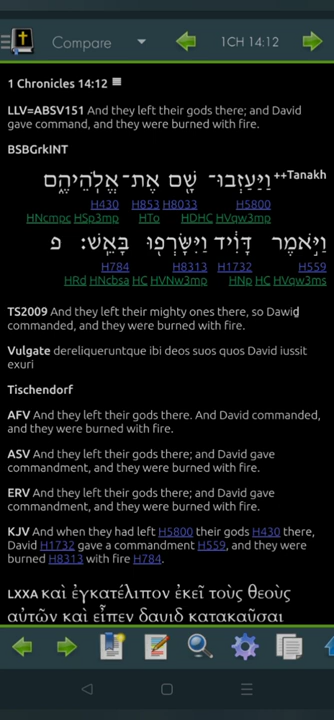 Compare 1CH 14:12
1 Chronicles 14:12
LLV=ABSV151 And they left their gods there; and David
gave command, and they were burned with fire.
BSBGrkINT
++Tanakh וַיַּעַזְבוּ־ שָׁ֖ם אֶת־ אֱלֹֽהֵיהֶ֑ם
H5800 H8033 H853 H430
HVqw3mp HDHC HTo HSp3mp HNcmpc
וַיֹּ֣אמֶר דָּוִ֔יד וַיִּשָּׂרְפ֖וּ בָּאֵֽשׁ׃ פ
H559 H1732 H8313 H784
HVqw3ms HC HNp HVNw3mp HC HNcbsa HRd
TS2009 And they left their mighty ones there, so Dawiḏ
commanded, and they were burned with fire.
Vulgate dereliqueruntque ibi deos suos quos David iussit
exuri
Tischendorf
AFV And they left their gods there. And David commanded,
and they were burned with fire.
ASV And they left their gods there; and David gave
commandment, and they were burned with fire.
ERV And they left their gods there; and David gave
commandment, and they were burned with fire.
KJV And when they had left H5800 their gods H430 there,
David H1732 gave a commandment H559, and they were
burned H8313 with fire H784.
LXXA καὶ ἐγκατέλιπον ἐκεῖ τοὺς θεοὺς
αὐτῶν καὶ εἶπεν δαυιδ κατακαῦσαι